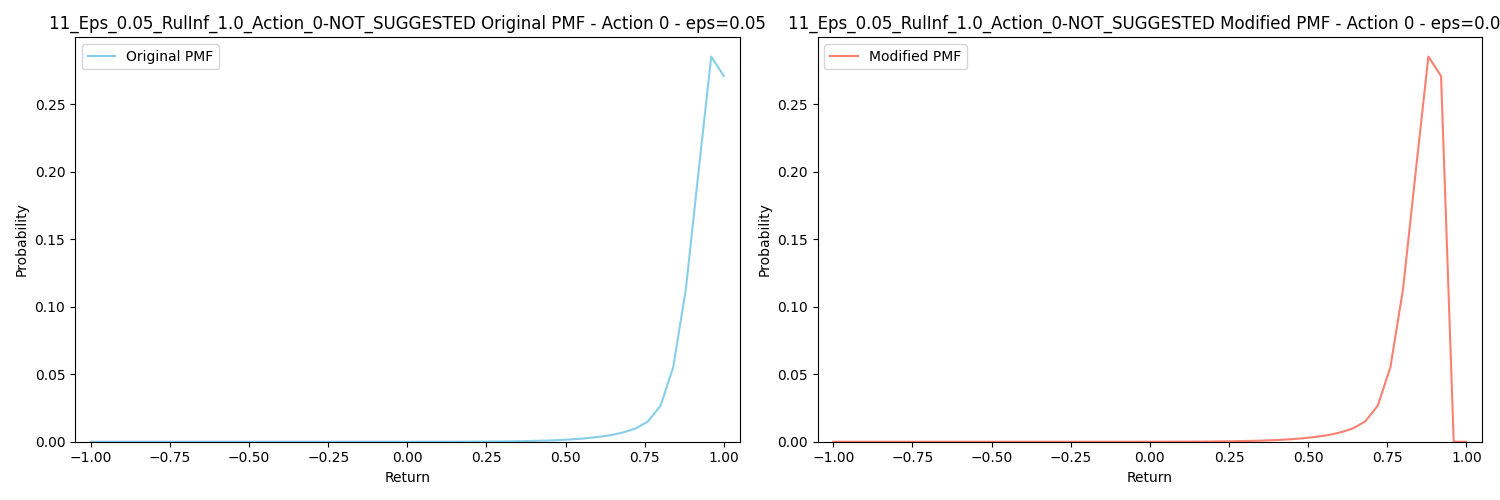 11_Eps_0.05_RulInf_1.0_Action_0-NOT_SUGGESTED Original PMF - Action 0 - eps=0.05
Original PMF
0.25
0.20
0.15
0.10
0.05
0.00
Probability
−1.00 −0.75 −0.50 −0.25 0.00 0.25 0.50 0.75 1.00
Return
11_Eps_0.05_RulInf_1.0_Action_0-NOT_SUGGESTED Modified PMF - Action 0 - eps=0.0
Modified PMF
0.25
0.20
0.15
0.10
0.05
0.00
Probability
−1.00 −0.75 −0.50 −0.25 0.00 0.25 0.50 0.75 1.00
Return